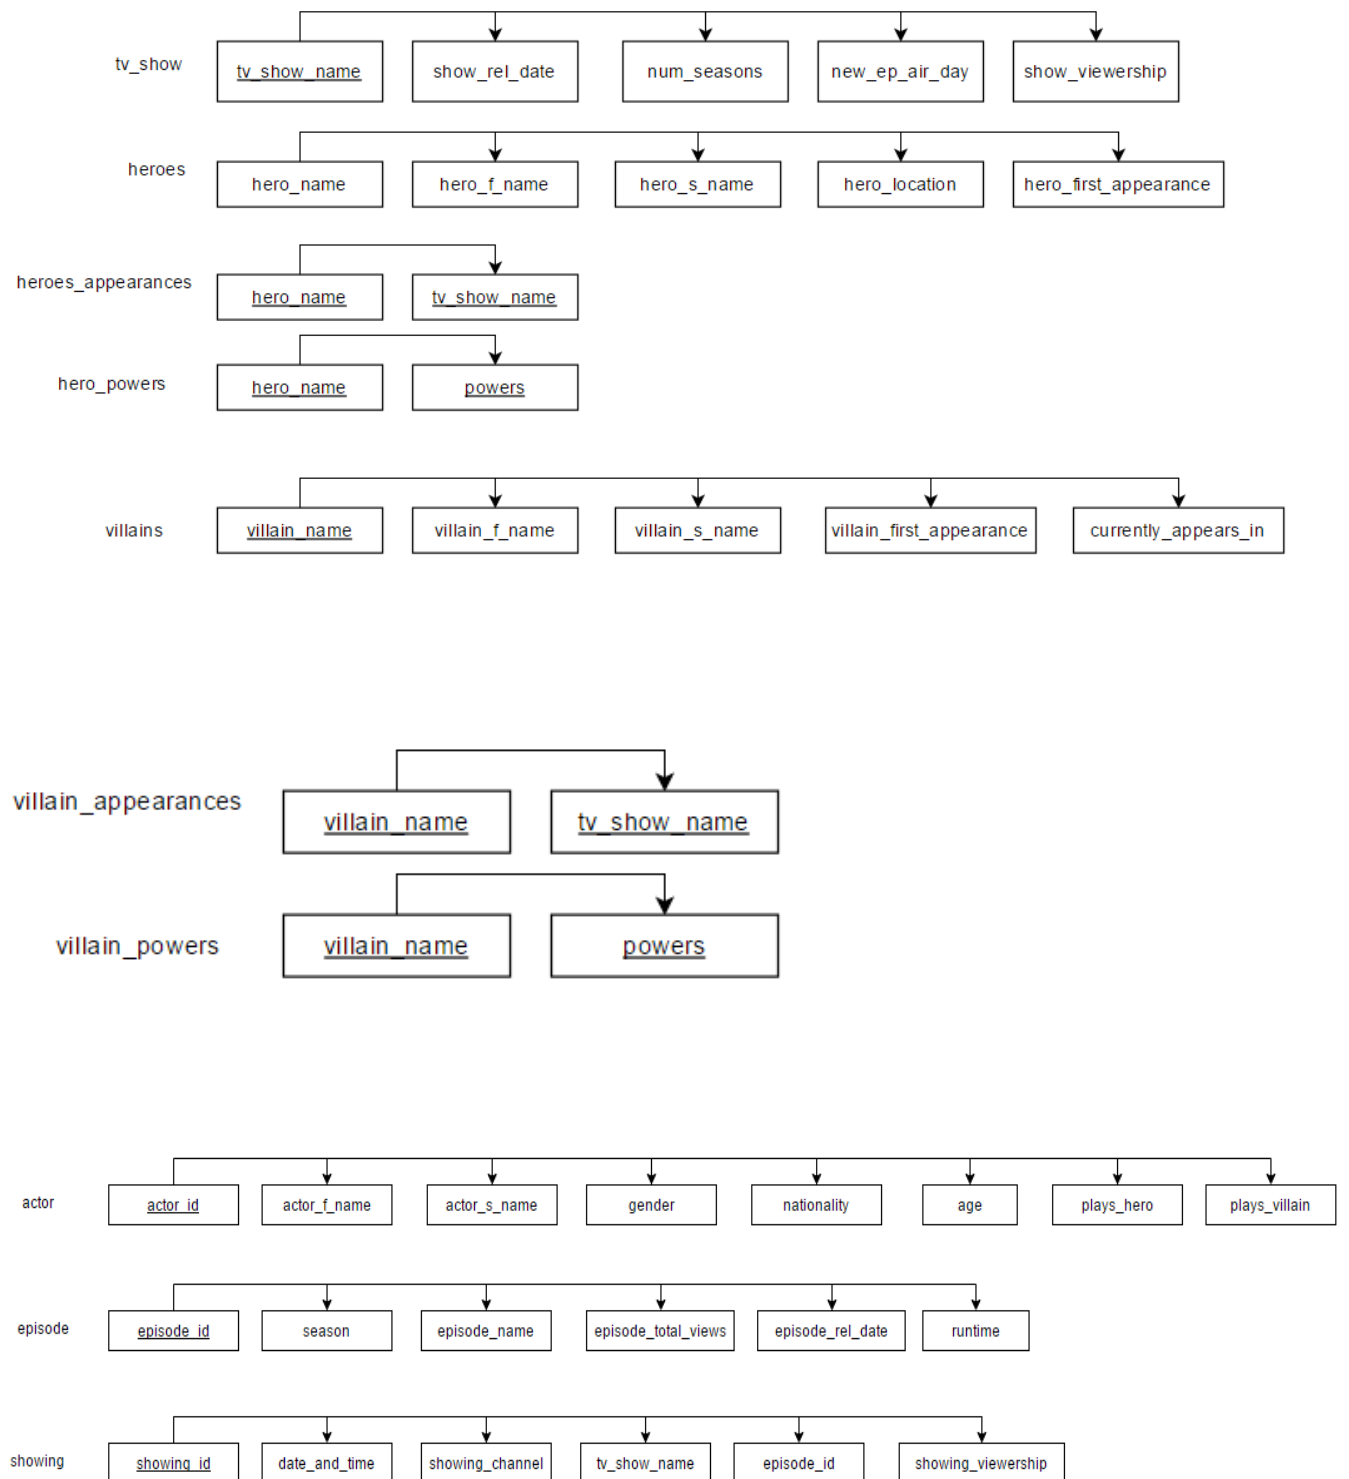 tv_show tv_show_name show_rel_date num_seasons new_ep_air_day show_viewership
heroes hero_name hero_f_name hero_s_name hero_location hero_first_appearance
heroes_appearances hero_name tv_show_name
hero_powers hero_name powers
villains villain_name villain_f_name villain_s_name villain_first_appearance currently_appears_in
villain_appearances villain_name tv_show_name
villain_powers villain_name powers
actor actor_id actor_f_name actor_s_name gender nationality age plays_hero plays_villain
episode episode_id season episode_name episode_total_views episode_rel_date runtime
showing showing_id date_and_time showing_channel tv_show_name episode_id showing_viewership